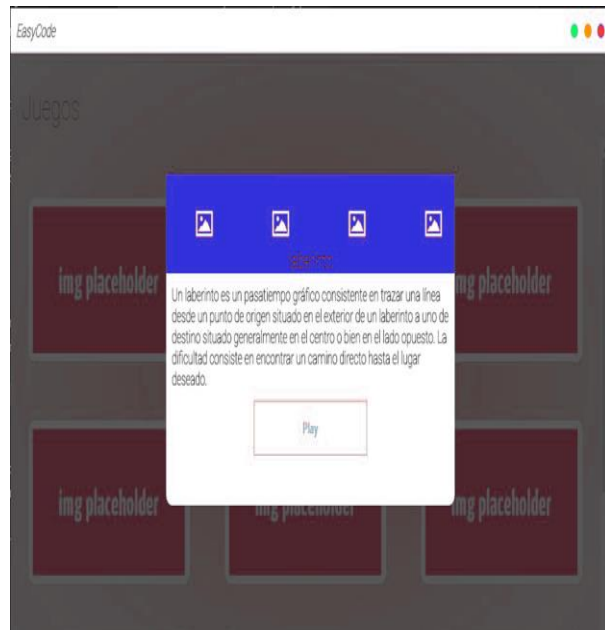 EasyCode
Juegos
laberinto
Un laberinto es un pasatiempo gráfico consistente en trazar una línea
desde un punto de origen situado en el exterior de un laberinto a uno de
destino situado generalmente en el centro o bien en el lado opuesto. La
dificultad consiste en encontrar un camino directo hasta el lugar
deseado.
Play
img placeholder
img placeholder
img placeholder
img placeholder
img placeholder